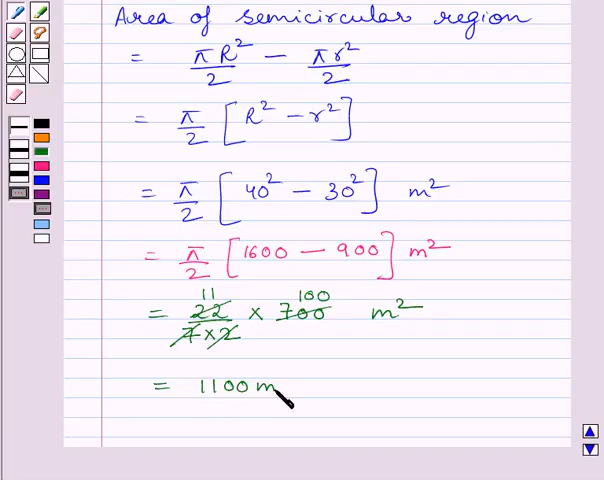 Area of semicircular region
= πR²/2 − πr²/2
= π/2 [R² − r²]
= π/2 [40² − 30²] m²
= π/2 [1600 − 900] m²
11 100
= 22/7×2 × 700 m²
= 1100 m